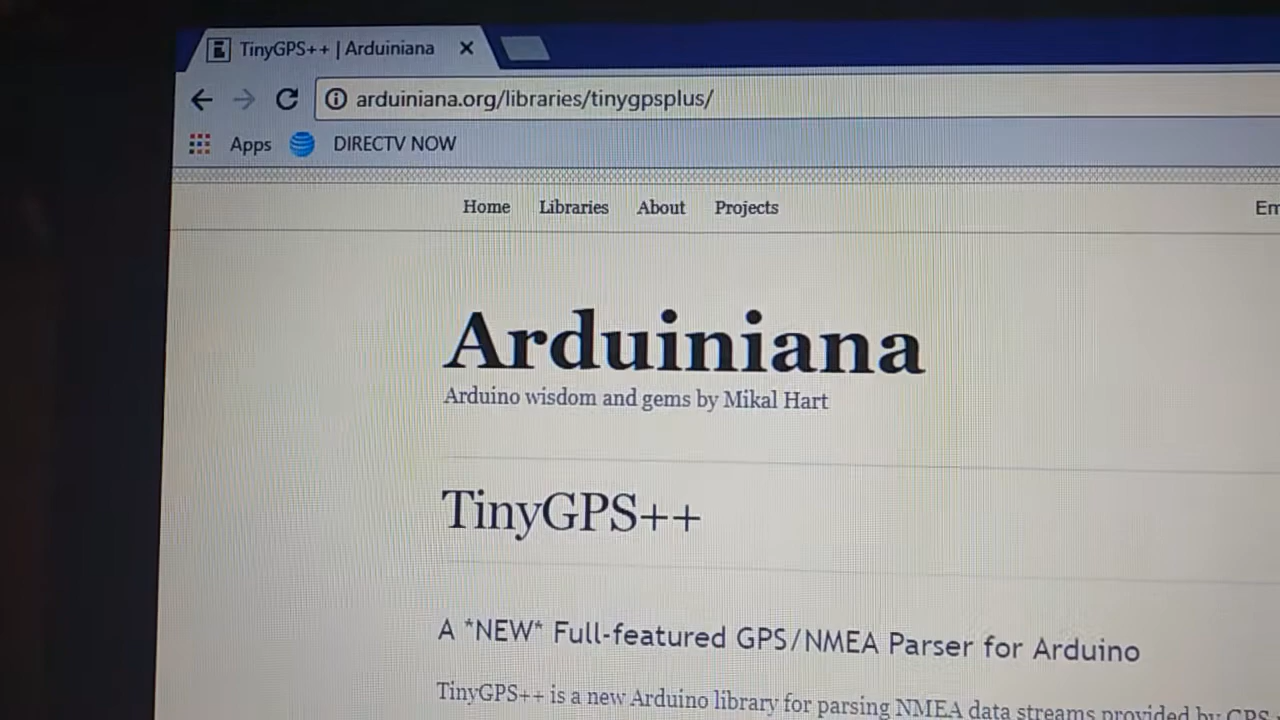 TinyGPS++ | Arduiniana
arduiniana.org/libraries/tinygpsplus/
Apps DIRECTV NOW
Home Libraries About Projects
Arduiniana
Arduino wisdom and gems by Mikal Hart
TinyGPS++
A *NEW* Full-featured GPS/NMEA Parser for Arduino
TinyGPS++ is a new Arduino library for parsing NMEA data streams provided by GPS